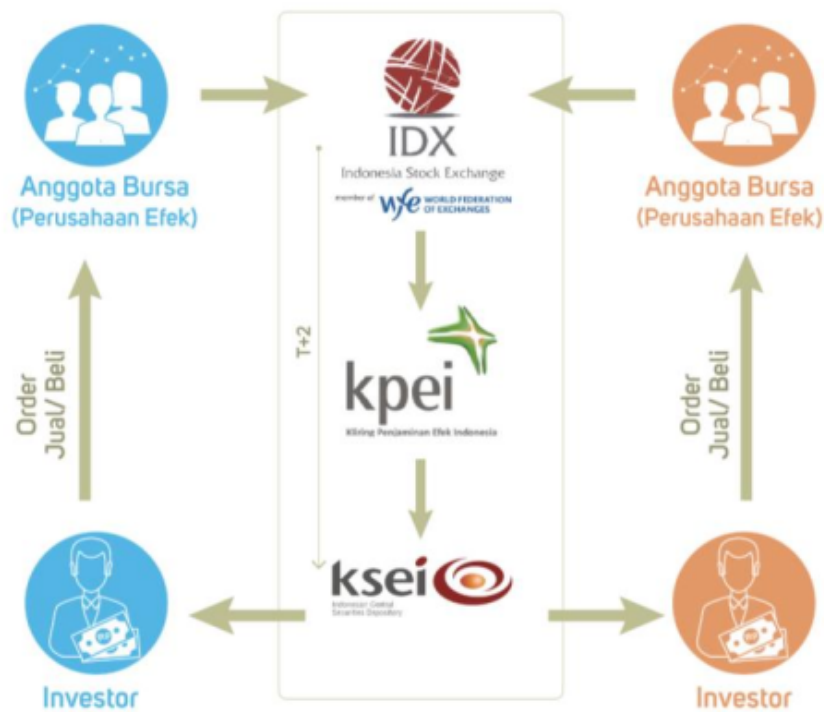 IDX
Indonesia Stock Exchange
member of wfe WORLD FEDERATION
OF EXCHANGES
Anggota Bursa
(Perusahaan Efek)
Anggota Bursa
(Perusahaan Efek)
T+2
kpei
Kliring Penjaminan Efek Indonesia
Order
Jual/ Beli
Order
Jual/ Beli
ksei
Indonesian Central
Securities Depository
Investor
Investor